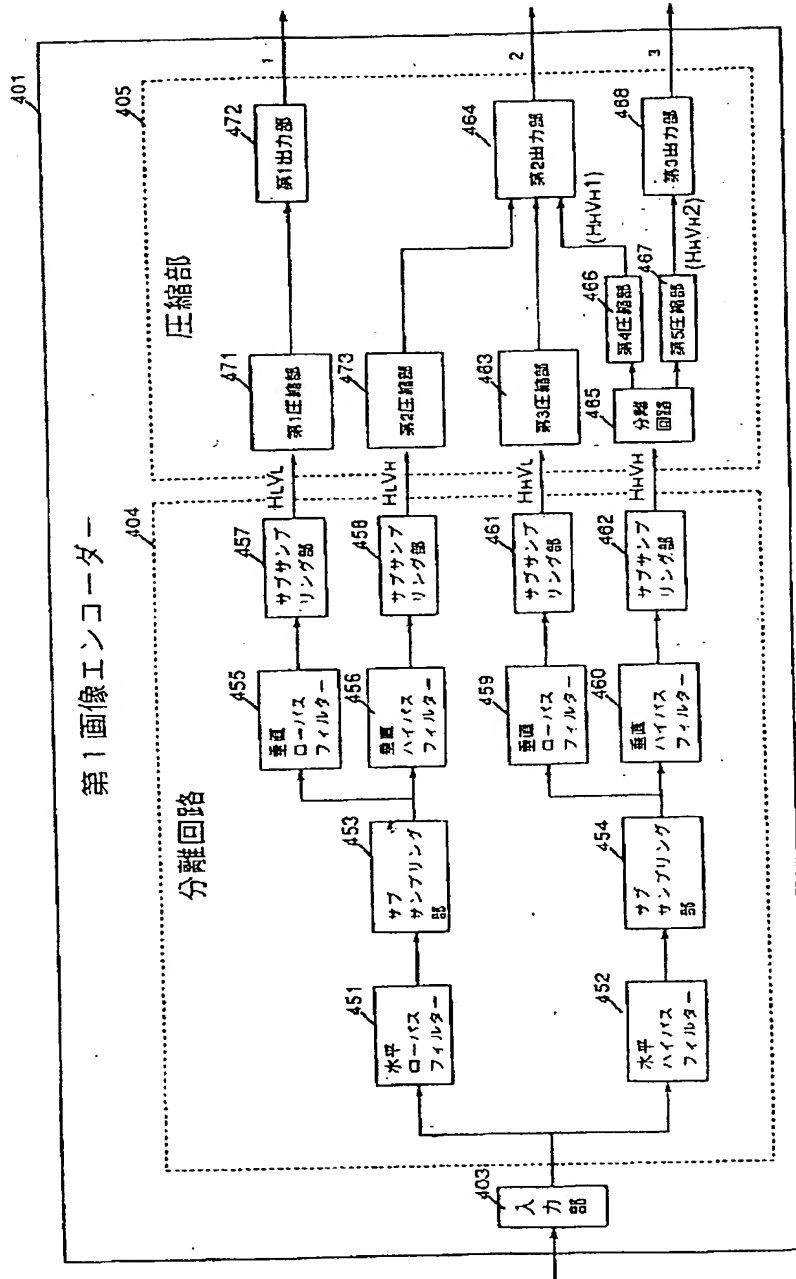 401
第1画像エンコーダー
404
分離回路
405
圧縮部
403
入
力
部
451
水平
ローパス
フィルター
452
水平
ハイパス
フィルター
453
サブ
サンプリング
部
454
サブ
サンプリング
部
455
垂直
ローパス
フィルター
456
垂直
ハイパス
フィルター
459
垂直
ローパス
フィルター
460
垂直
ハイパス
フィルター
457
サブサンプ
リング部
458
サブサンプ
リング部
461
サブサンプ
リング部
462
サブサンプ
リング部
HLVL
HLVH
HHVL
HHVH
471
第1圧縮部
473
第2圧縮部
463
第3圧縮部
465
分離
回路
466
第4圧縮部
467
第5圧縮部
(HHVH1)
(HHVH2)
472
第1出力部
464
第2出力部
468
第3出力部
1
2
3